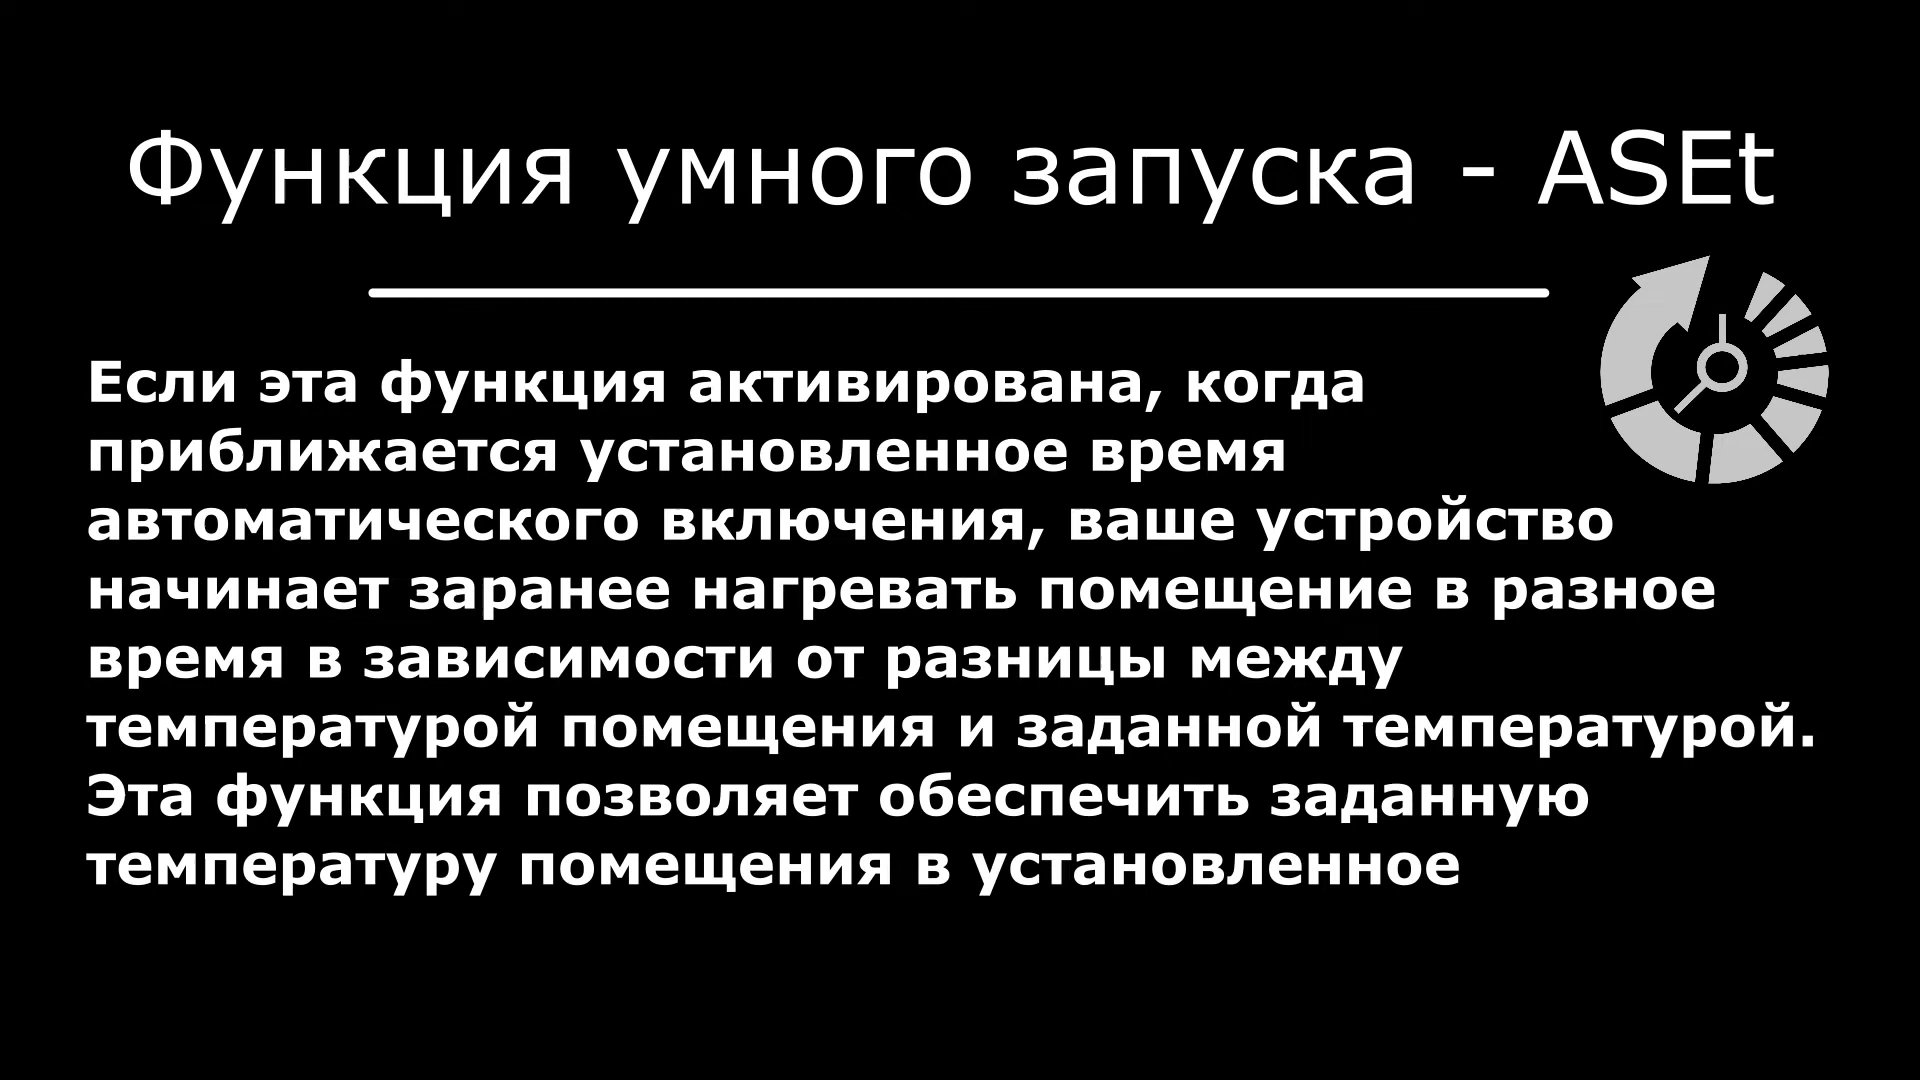 Функция умного запуска - ASEt
Если эта функция активирована, когда
приближается установленное время
автоматического включения, ваше устройство
начинает заранее нагревать помещение в разное
время в зависимости от разницы между
температурой помещения и заданной температурой.
Эта функция позволяет обеспечить заданную
температуру помещения в установленное